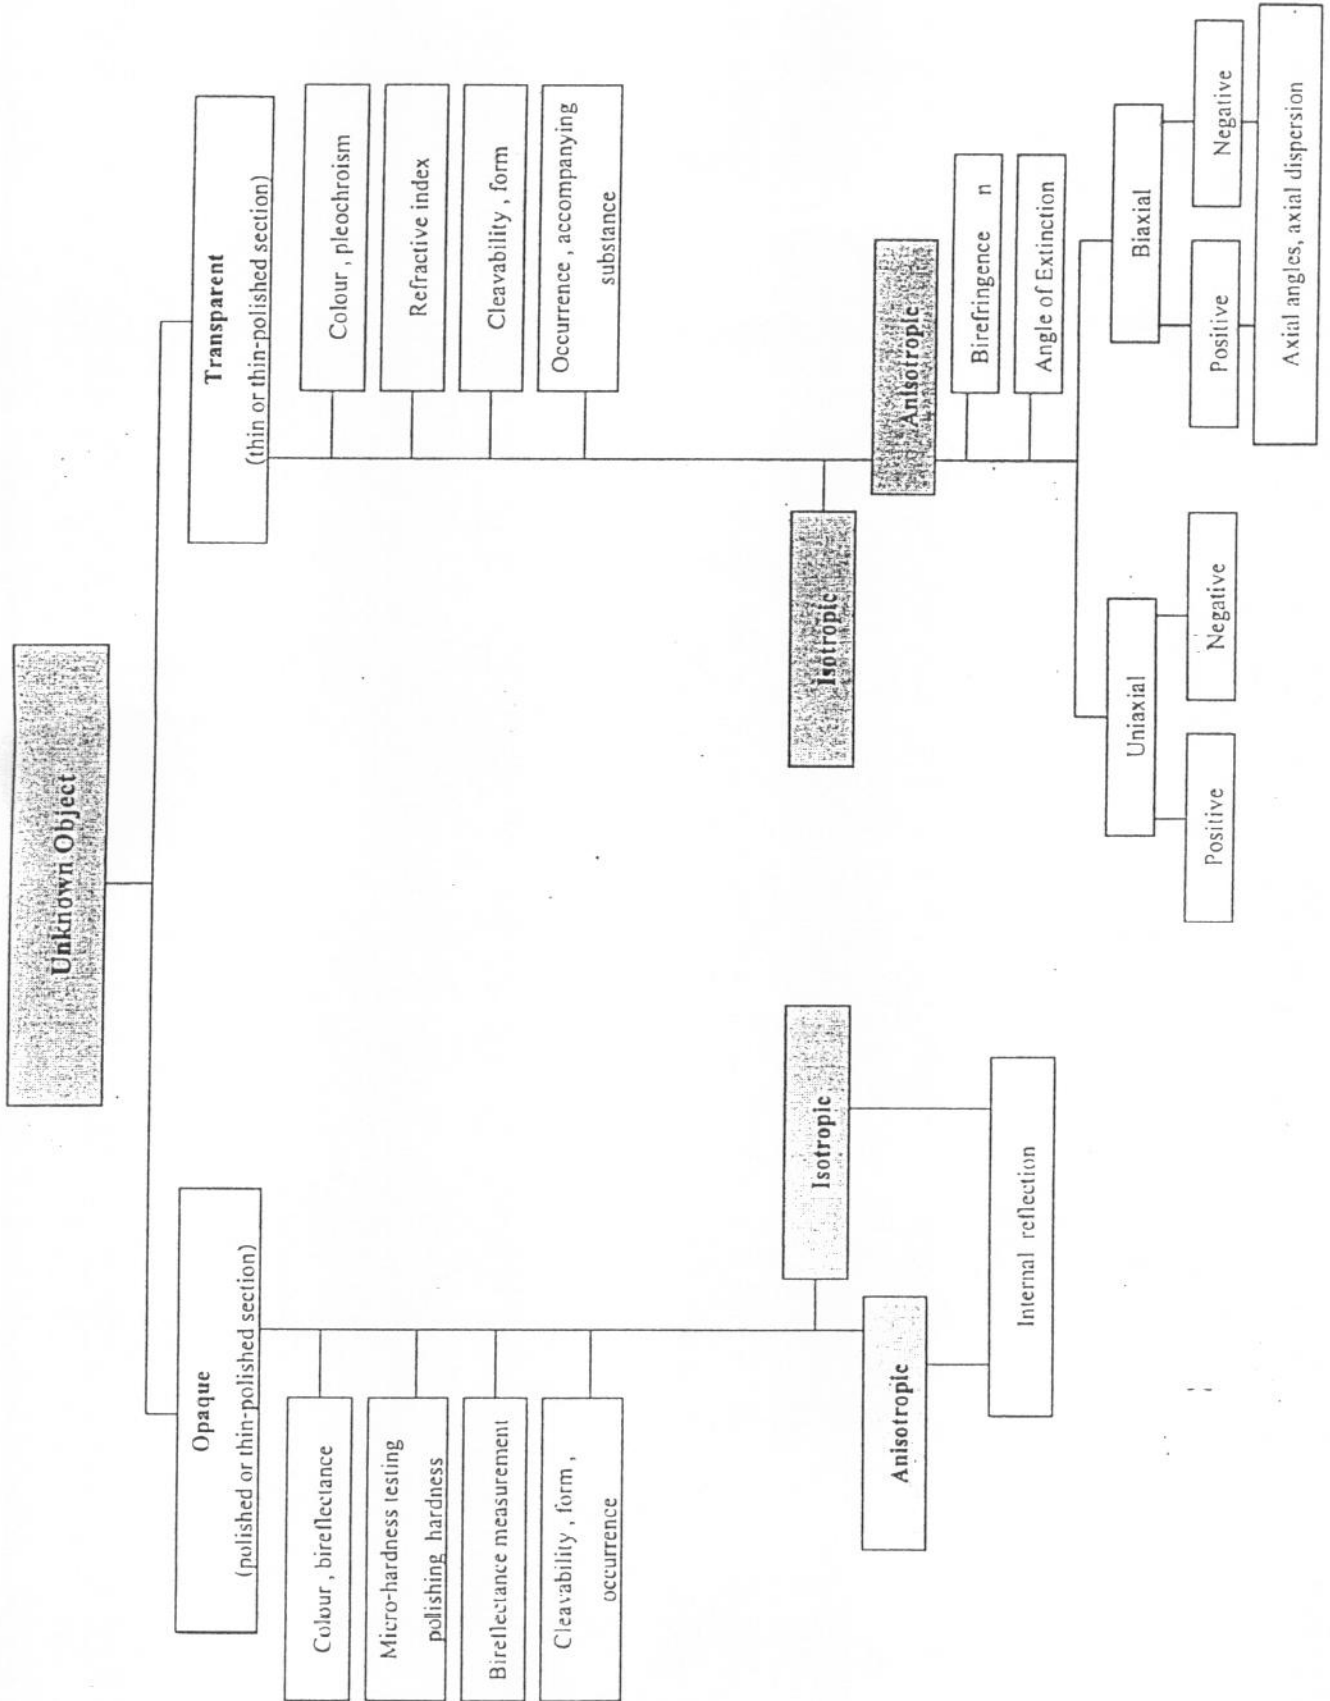 Unknown Object
Opaque
(polished or thin-polished section)
Colour , bireflectance
Micro-hardness testing
polishing hardness
Bireflectance measurement
Cleavability , form ,
occurrence
Isotropic
Anisotropic
Internal reflection
Transparent
(thin or thin-polished section)
Colour , pleochroism
Refractive index
Cleavability , form
Occurrence , accompanying
substance
Isotropic
Anisotropic
Birefringence n
Angle of Extinction
Uniaxial
Positive
Negative
Biaxial
Positive
Negative
Axial angles, axial dispersion